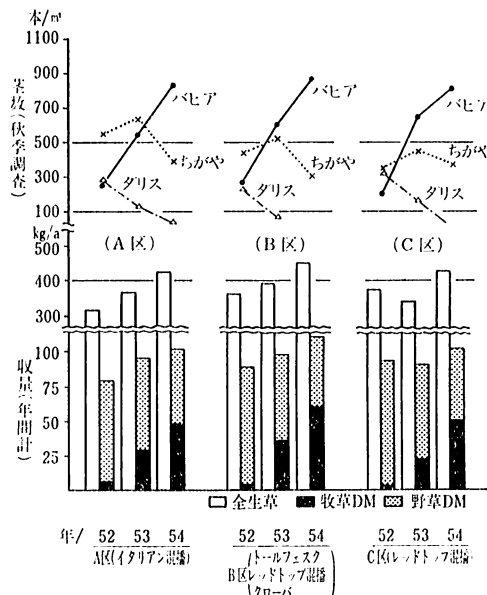 本/㎡
1100
900
700
500
300
100
茎数(秋季調査)
バヒア
ちがや
ダリス
(A区)
バヒア
ちがや
ダリス
(B区)
バヒア
ちがや
ダリス
(C区)
kg/a
400
300
100
75
50
25
収量(年間計)
全生草 牧草DM 野草DM
年/ 52 53 54 52 53 54 52 53 54
A区(イタリアン混播)
B区(トールフェスク
レッドトップ混播
クローバ)
C区(レッドトップ混播)